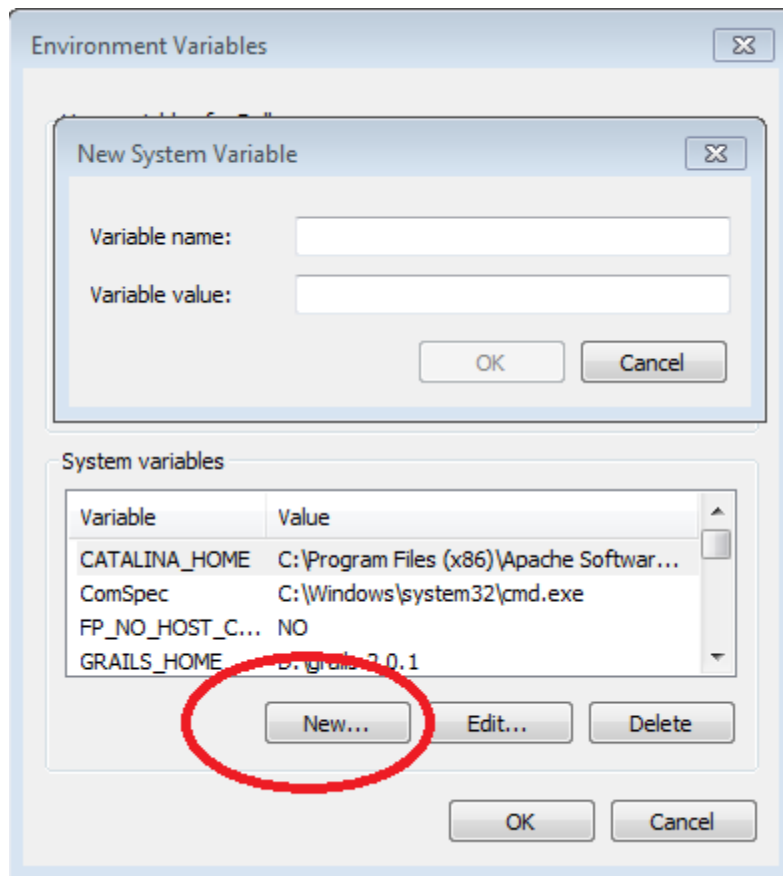 Environment Variables
New System Variable
Variable name:
Variable value:
OK Cancel
System variables
Variable Value
CATALINA_HOME C:\Program Files (x86)\Apache Softwar...
ComSpec C:\Windows\system32\cmd.exe
FP_NO_HOST_C... NO
GRAILS_HOME
New... Edit... Delete
OK Cancel